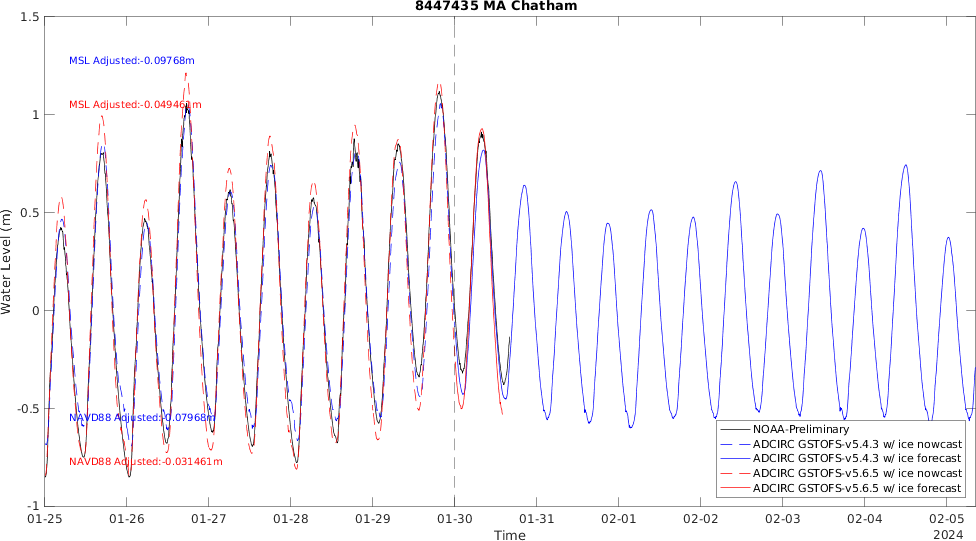 8447435 MA Chatham
1.5
1
0.5
0
-0.5
-1
Water Level (m)
MSL Adjusted:-0.09768m
MSL Adjusted:-0.049461m
NAVD88 Adjusted:-0.07968m
NAVD88 Adjusted:-0.031461m
NOAA-Preliminary
ADCIRC GSTOFS-v5.4.3 w/ ice nowcast
ADCIRC GSTOFS-v5.4.3 w/ ice forecast
ADCIRC GSTOFS-v5.6.5 w/ ice nowcast
ADCIRC GSTOFS-v5.6.5 w/ ice forecast
01-25 01-26 01-27 01-28 01-29 01-30 01-31 02-01 02-02 02-03 02-04 02-05
2024
Time